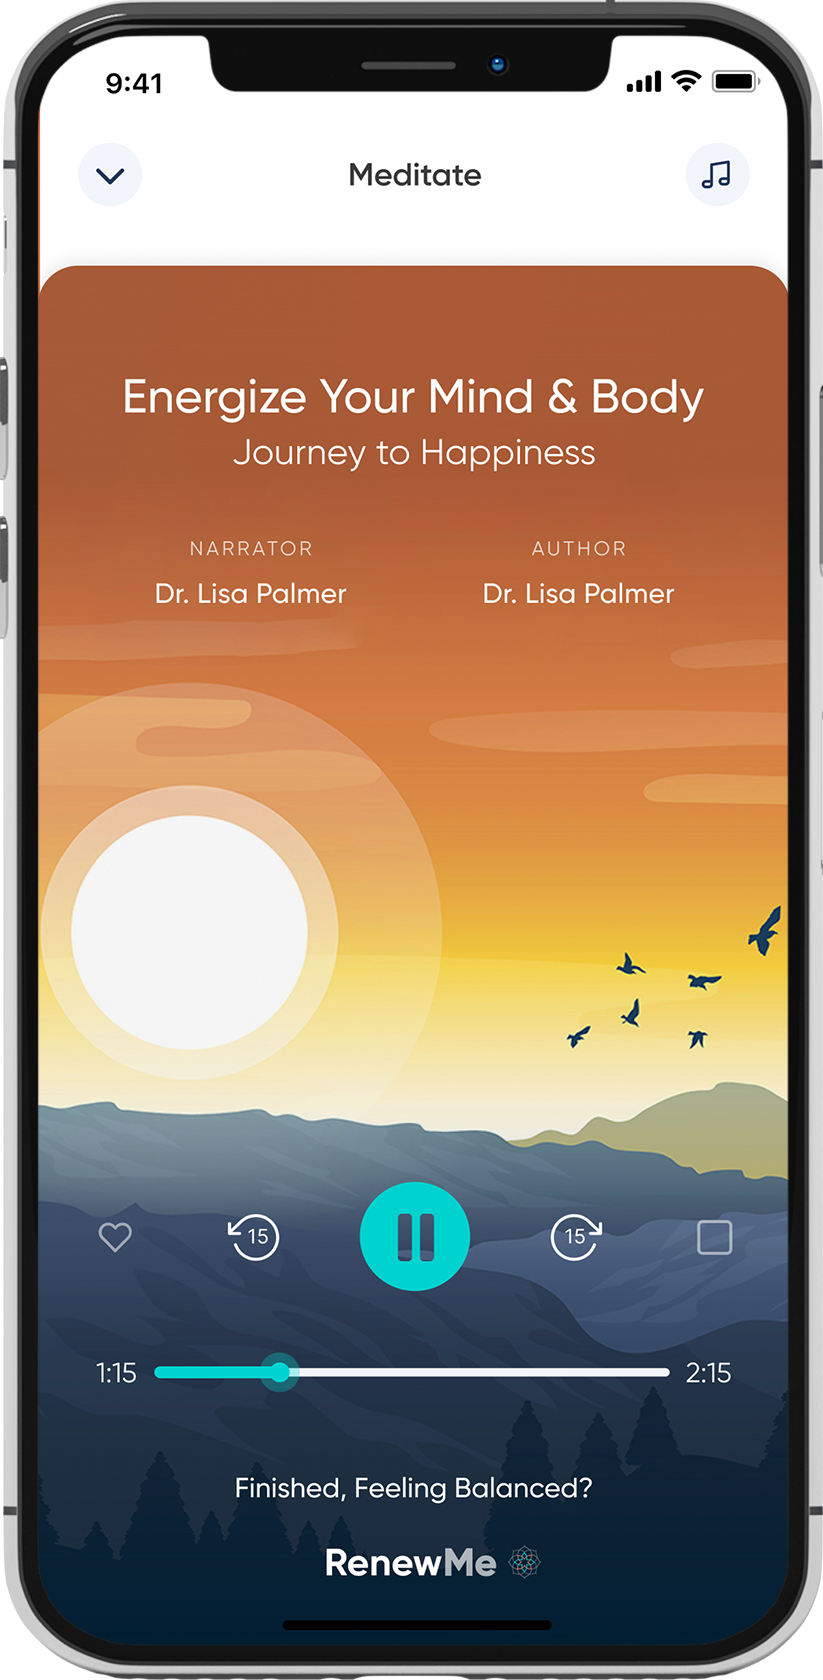 9:41
Meditate
Energize Your Mind & Body
Journey to Happiness
NARRATOR
AUTHOR
Dr. Lisa Palmer
Dr. Lisa Palmer
15
15
1:15
2:15
Finished, Feeling Balanced?
RenewMe